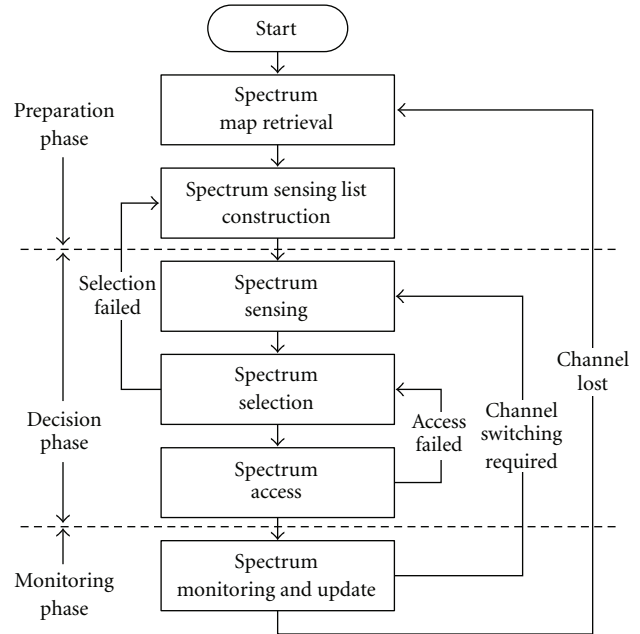 Start
Spectrum
map retrieval
Preparation
phase
Spectrum sensing list
construction
Selection
failed
Spectrum
sensing
Spectrum
selection
Channel
lost
Decision
phase
Access
failed
Channel
switching
required
Spectrum
access
Spectrum
monitoring and update
Monitoring
phase